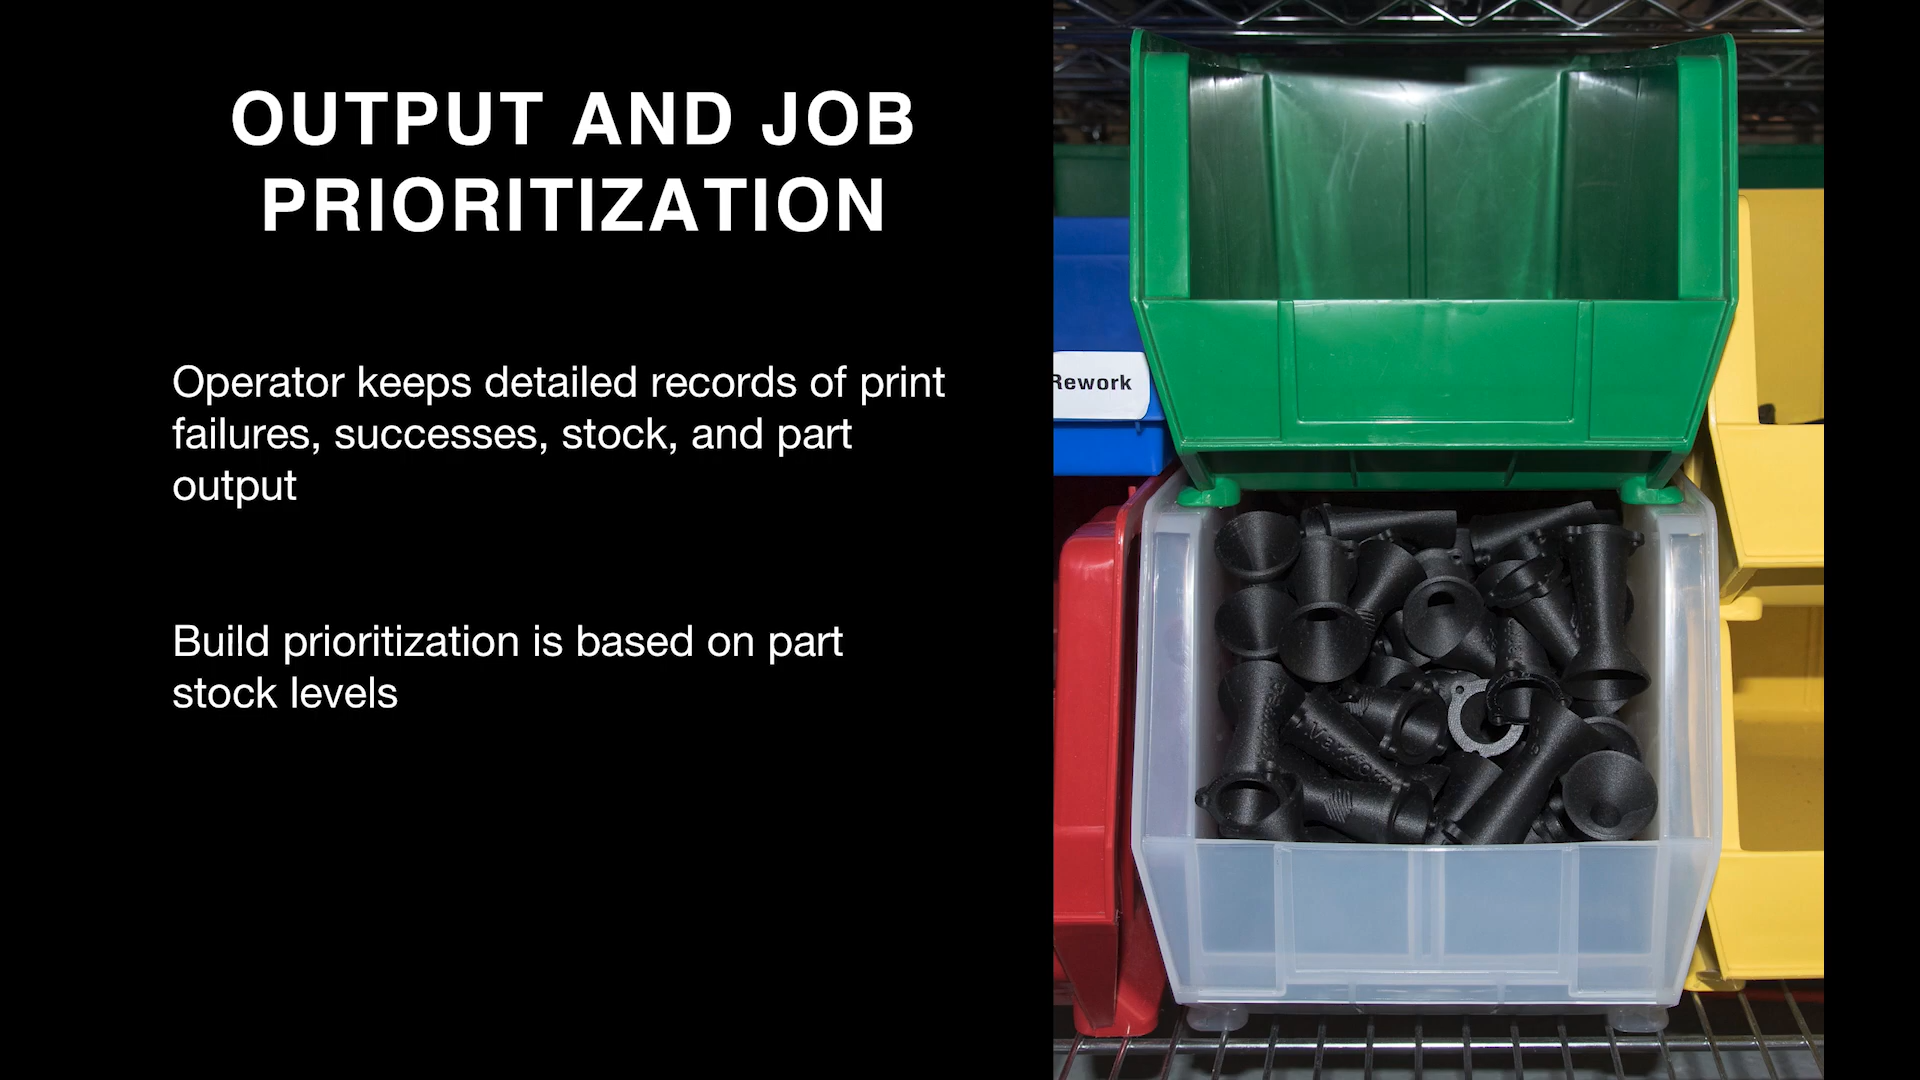 OUTPUT AND JOB
PRIORITIZATION
Operator keeps detailed records of print
failures, successes, stock, and part
output
Build prioritization is based on part
stock levels
Rework